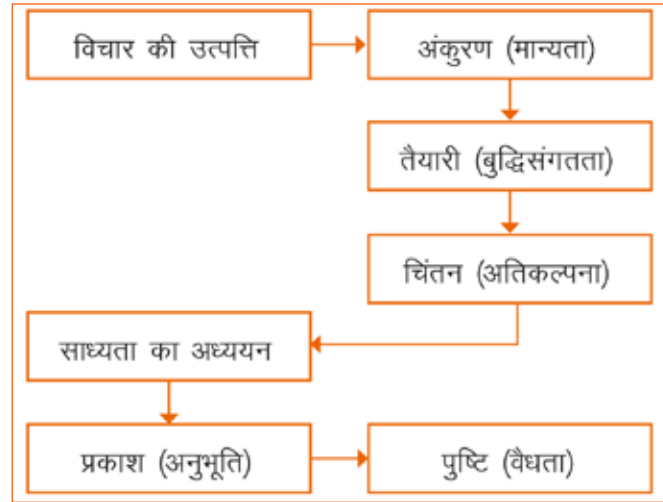 विचार की उत्पत्ति
अंकुरण (मान्यता)
तैयारी (बुद्धिसंगतता)
चिंतन (अतिकल्पना)
साध्यता का अध्ययन
प्रकाश (अनुभूति)
पुष्टि (वैधता)